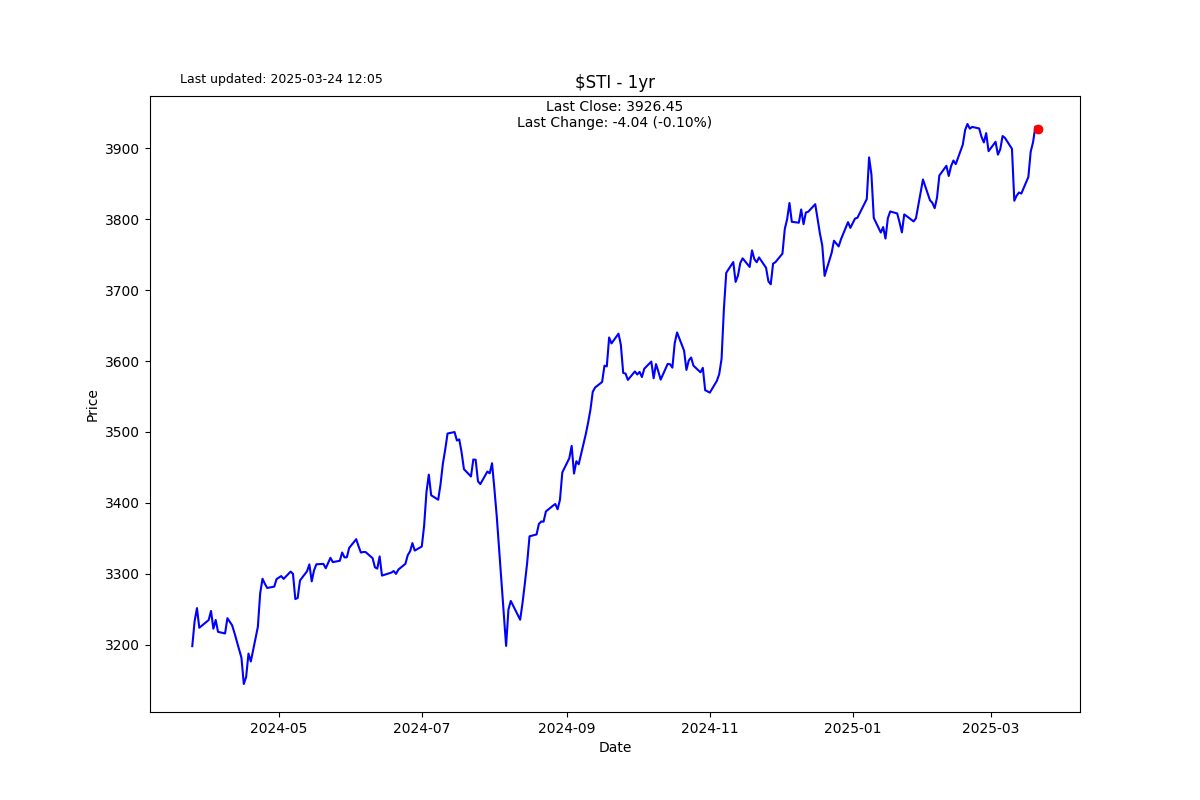 Last updated: 2025-03-24 12:05
$STI - 1yr
Last Close: 3926.45
Last Change: -4.04 (-0.10%)
3900
3800
3700
3600
3500
3400
3300
3200
Price
2024-05
2024-07
2024-09
2024-11
2025-01
2025-03
Date